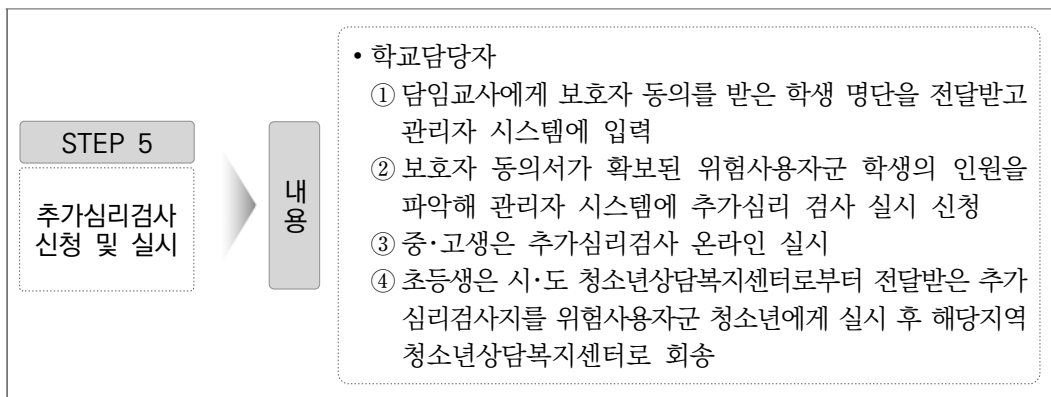 STEP 5
추가심리검사
신청 및 실시
내
용
• 학교담당자
① 담임교사에게 보호자 동의를 받은 학생 명단을 전달받고
관리자 시스템에 입력
② 보호자 동의서가 확보된 위험사용자군 학생의 인원을
파악해 관리자 시스템에 추가심리 검사 실시 신청
③ 중·고생은 추가심리검사 온라인 실시
④ 초등생은 시·도 청소년상담복지센터로부터 전달받은 추가
심리검사지를 위험사용자군 청소년에게 실시 후 해당지역
청소년상담복지센터로 회송